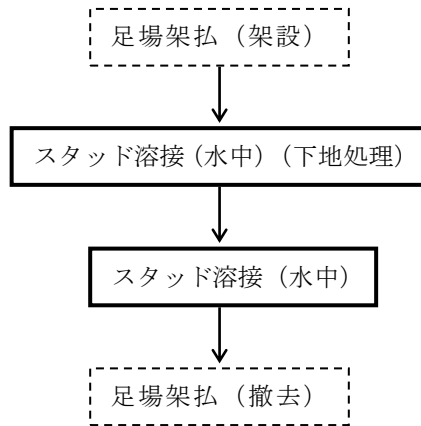 足場架払（架設）
スタッド溶接（水中）（下地処理）
スタッド溶接（水中）
足場架払（撤去）